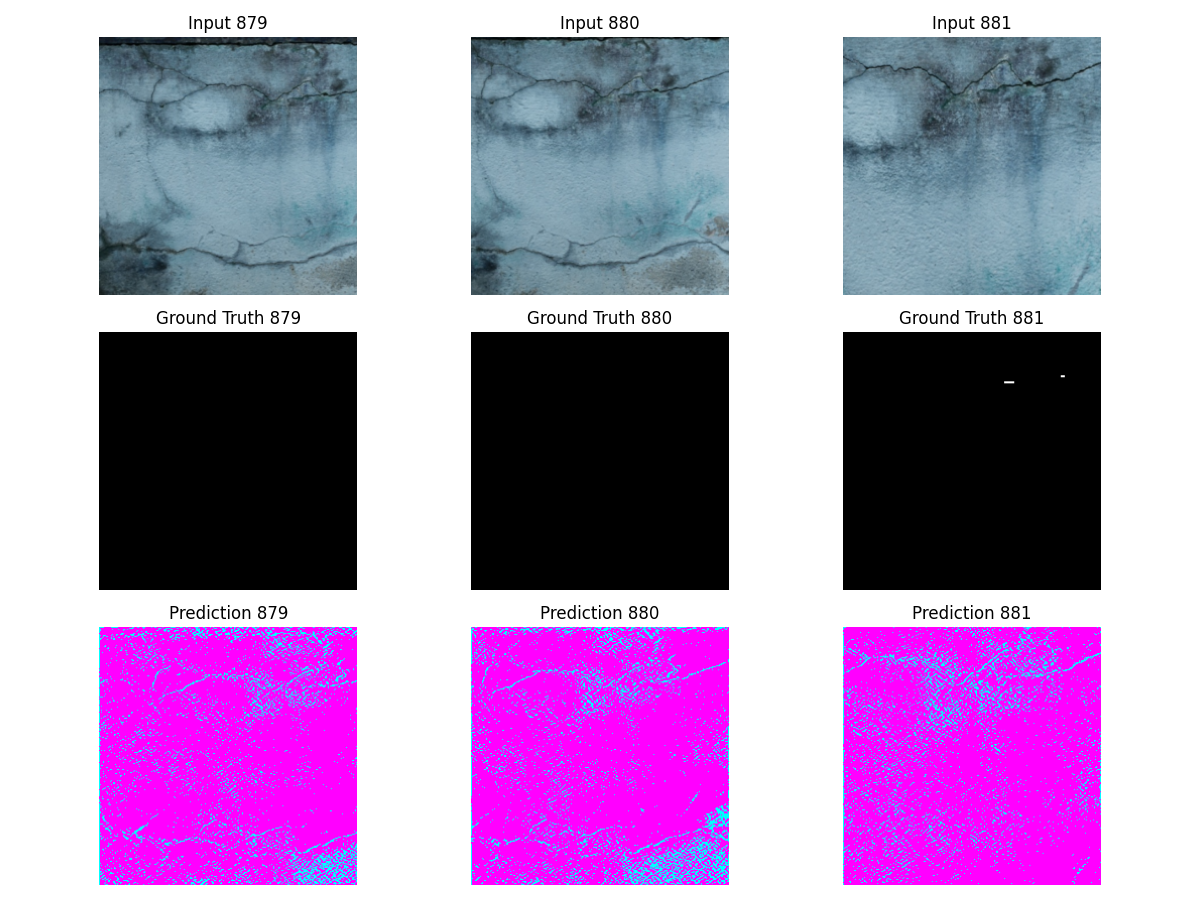 Input 879
Input 880
Input 881
Ground Truth 879
Ground Truth 880
Ground Truth 881
Prediction 879
Prediction 880
Prediction 881